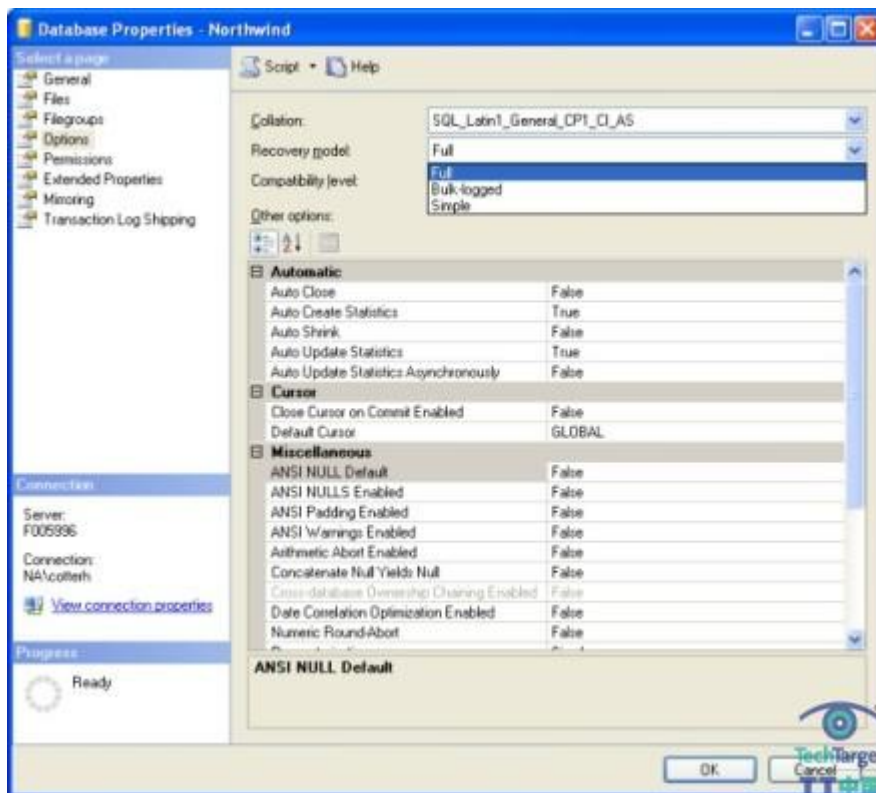 Database Properties - Northwind
Select a page
General
Files
Filegroups
Options
Permissions
Extended Properties
Mirroring
Transaction Log Shipping
Script Help
Collation: SQL_Latin1_General_CP1_CI_AS
Recovery model: Full
Full
Bulk-logged
Simple
Compatibility level:
Other options:
Automatic
Auto Close False
Auto Create Statistics True
Auto Shrink False
Auto Update Statistics True
Auto Update Statistics Asynchronously False
Cursor
Close Cursor on Commit Enabled False
Default Cursor GLOBAL
Miscellaneous
ANSI NULL Default False
ANSI NULLS Enabled False
ANSI Padding Enabled False
ANSI Warnings Enabled False
Arithmetic Abort Enabled False
Concatenate Null Yields Null False
Cross-database Ownership Chaining Enabled False
Date Correlation Optimization Enabled False
Numeric Round-Abort False
ANSI NULL Default
Connection
Server:
F005996
Connection:
NA\cotterh
View connection properties
Progress
Ready
OK Cancel
TechTarge
TT中